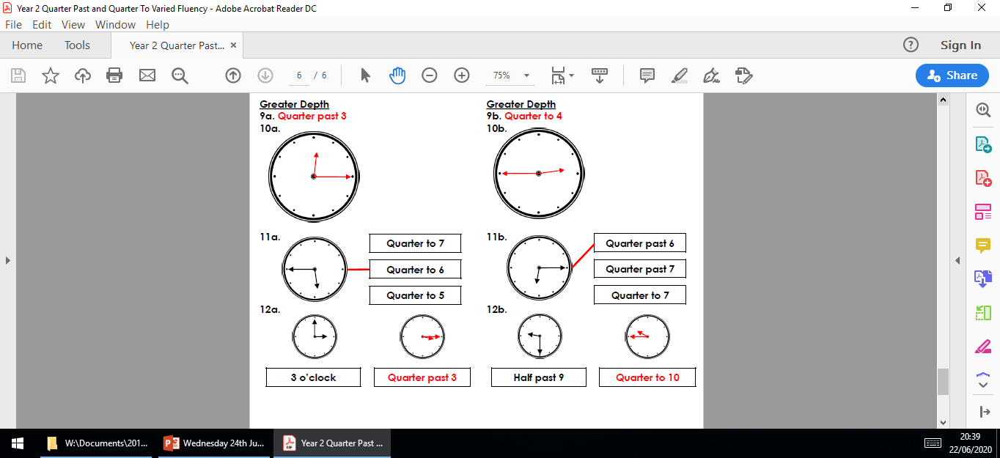 Year 2 Quarter Past and Quarter To Varied Fluency - Adobe Acrobat Reader DC
File Edit View Window Help
Home Tools Year 2 Quarter Past... × ? Sign In
6 / 6 75% Share
Greater Depth
9a. Quarter past 3
10a.
11a.
Quarter to 7
Quarter to 6
Quarter to 5
12a.
3 o'clock Quarter past 3
Greater Depth
9b. Quarter to 4
10b.
11b.
Quarter past 6
Quarter past 7
Quarter to 7
12b.
Half past 9 Quarter to 10
W:\Documents\201... Wednesday 24th Ju... Year 2 Quarter Past ...
20:39
22/06/2020